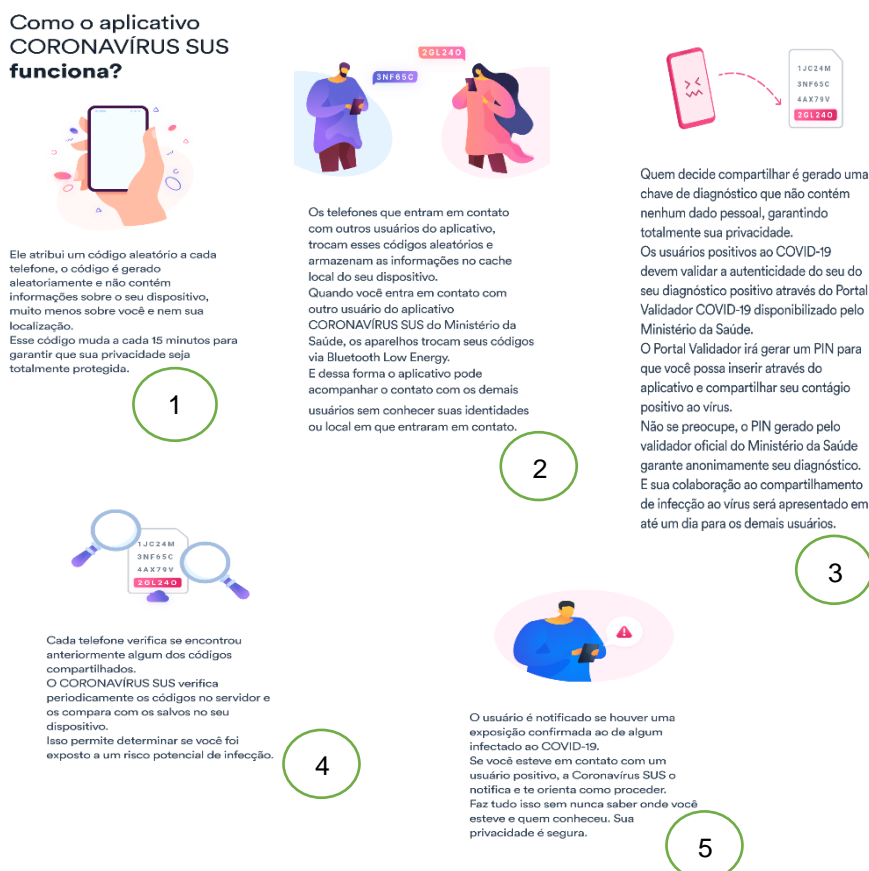 Como o aplicativo
CORONAVÍRUS SUS
funciona?
Ele atribui um código aleatório a cada
telefone, o código é gerado
aleatoriamente e não contém
informações sobre o seu dispositivo,
muito menos sobre você e nem sua
localização.
Esse código muda a cada 15 minutos para
garantir que sua privacidade seja
totalmente protegida.
1
2GL24O
3NF65C
Os telefones que entram em contato
com outros usuários do aplicativo,
trocam esses códigos aleatórios e
armazenam as informações no cache
local do seu dispositivo.
Quando você entra em contato com
outro usuário do aplicativo
CORONAVÍRUS SUS do Ministério da
Saúde, os aparelhos trocam seus códigos
via Bluetooth Low Energy.
E dessa forma o aplicativo pode
acompanhar o contato com os demais
usuários sem conhecer suas identidades
ou local em que entraram em contato.
2
1JC24M
3NF65C
4AX79V
2GL24O
Quem decide compartilhar é gerado uma
chave de diagnóstico que não contém
nenhum dado pessoal, garantindo
totalmente sua privacidade.
Os usuários positivos ao COVID-19
devem validar a autenticidade do seu do
seu diagnóstico positivo através do Portal
Validador COVID-19 disponibilizado pelo
Ministério da Saúde.
O Portal Validador irá gerar um PIN para
que você possa inserir através do
aplicativo e compartilhar seu contágio
positivo ao vírus.
Não se preocupe, o PIN gerado pelo
validador oficial do Ministério da Saúde
garante anonimamente seu diagnóstico.
E sua colaboração ao compartilhamento
de infecção ao vírus será apresentado em
até um dia para os demais usuários.
3
1JC24M
3NF65C
4AX79V
2GL24O
Cada telefone verifica se encontrou
anteriormente algum dos códigos
compartilhados.
O CORONAVÍRUS SUS verifica
periodicamente os códigos no servidor e
os compara com os salvos no seu
dispositivo.
Isso permite determinar se você foi
exposto a um risco potencial de infecção.
4
O usuário é notificado se houver uma
exposição confirmada ao de algum
infectado ao COVID-19.
Se você esteve em contato com um
usuário positivo, a Coronavírus SUS o
notifica e te orienta como proceder.
Faz tudo isso sem nunca saber onde você
esteve e quem conheceu. Sua
privacidade é segura.
5